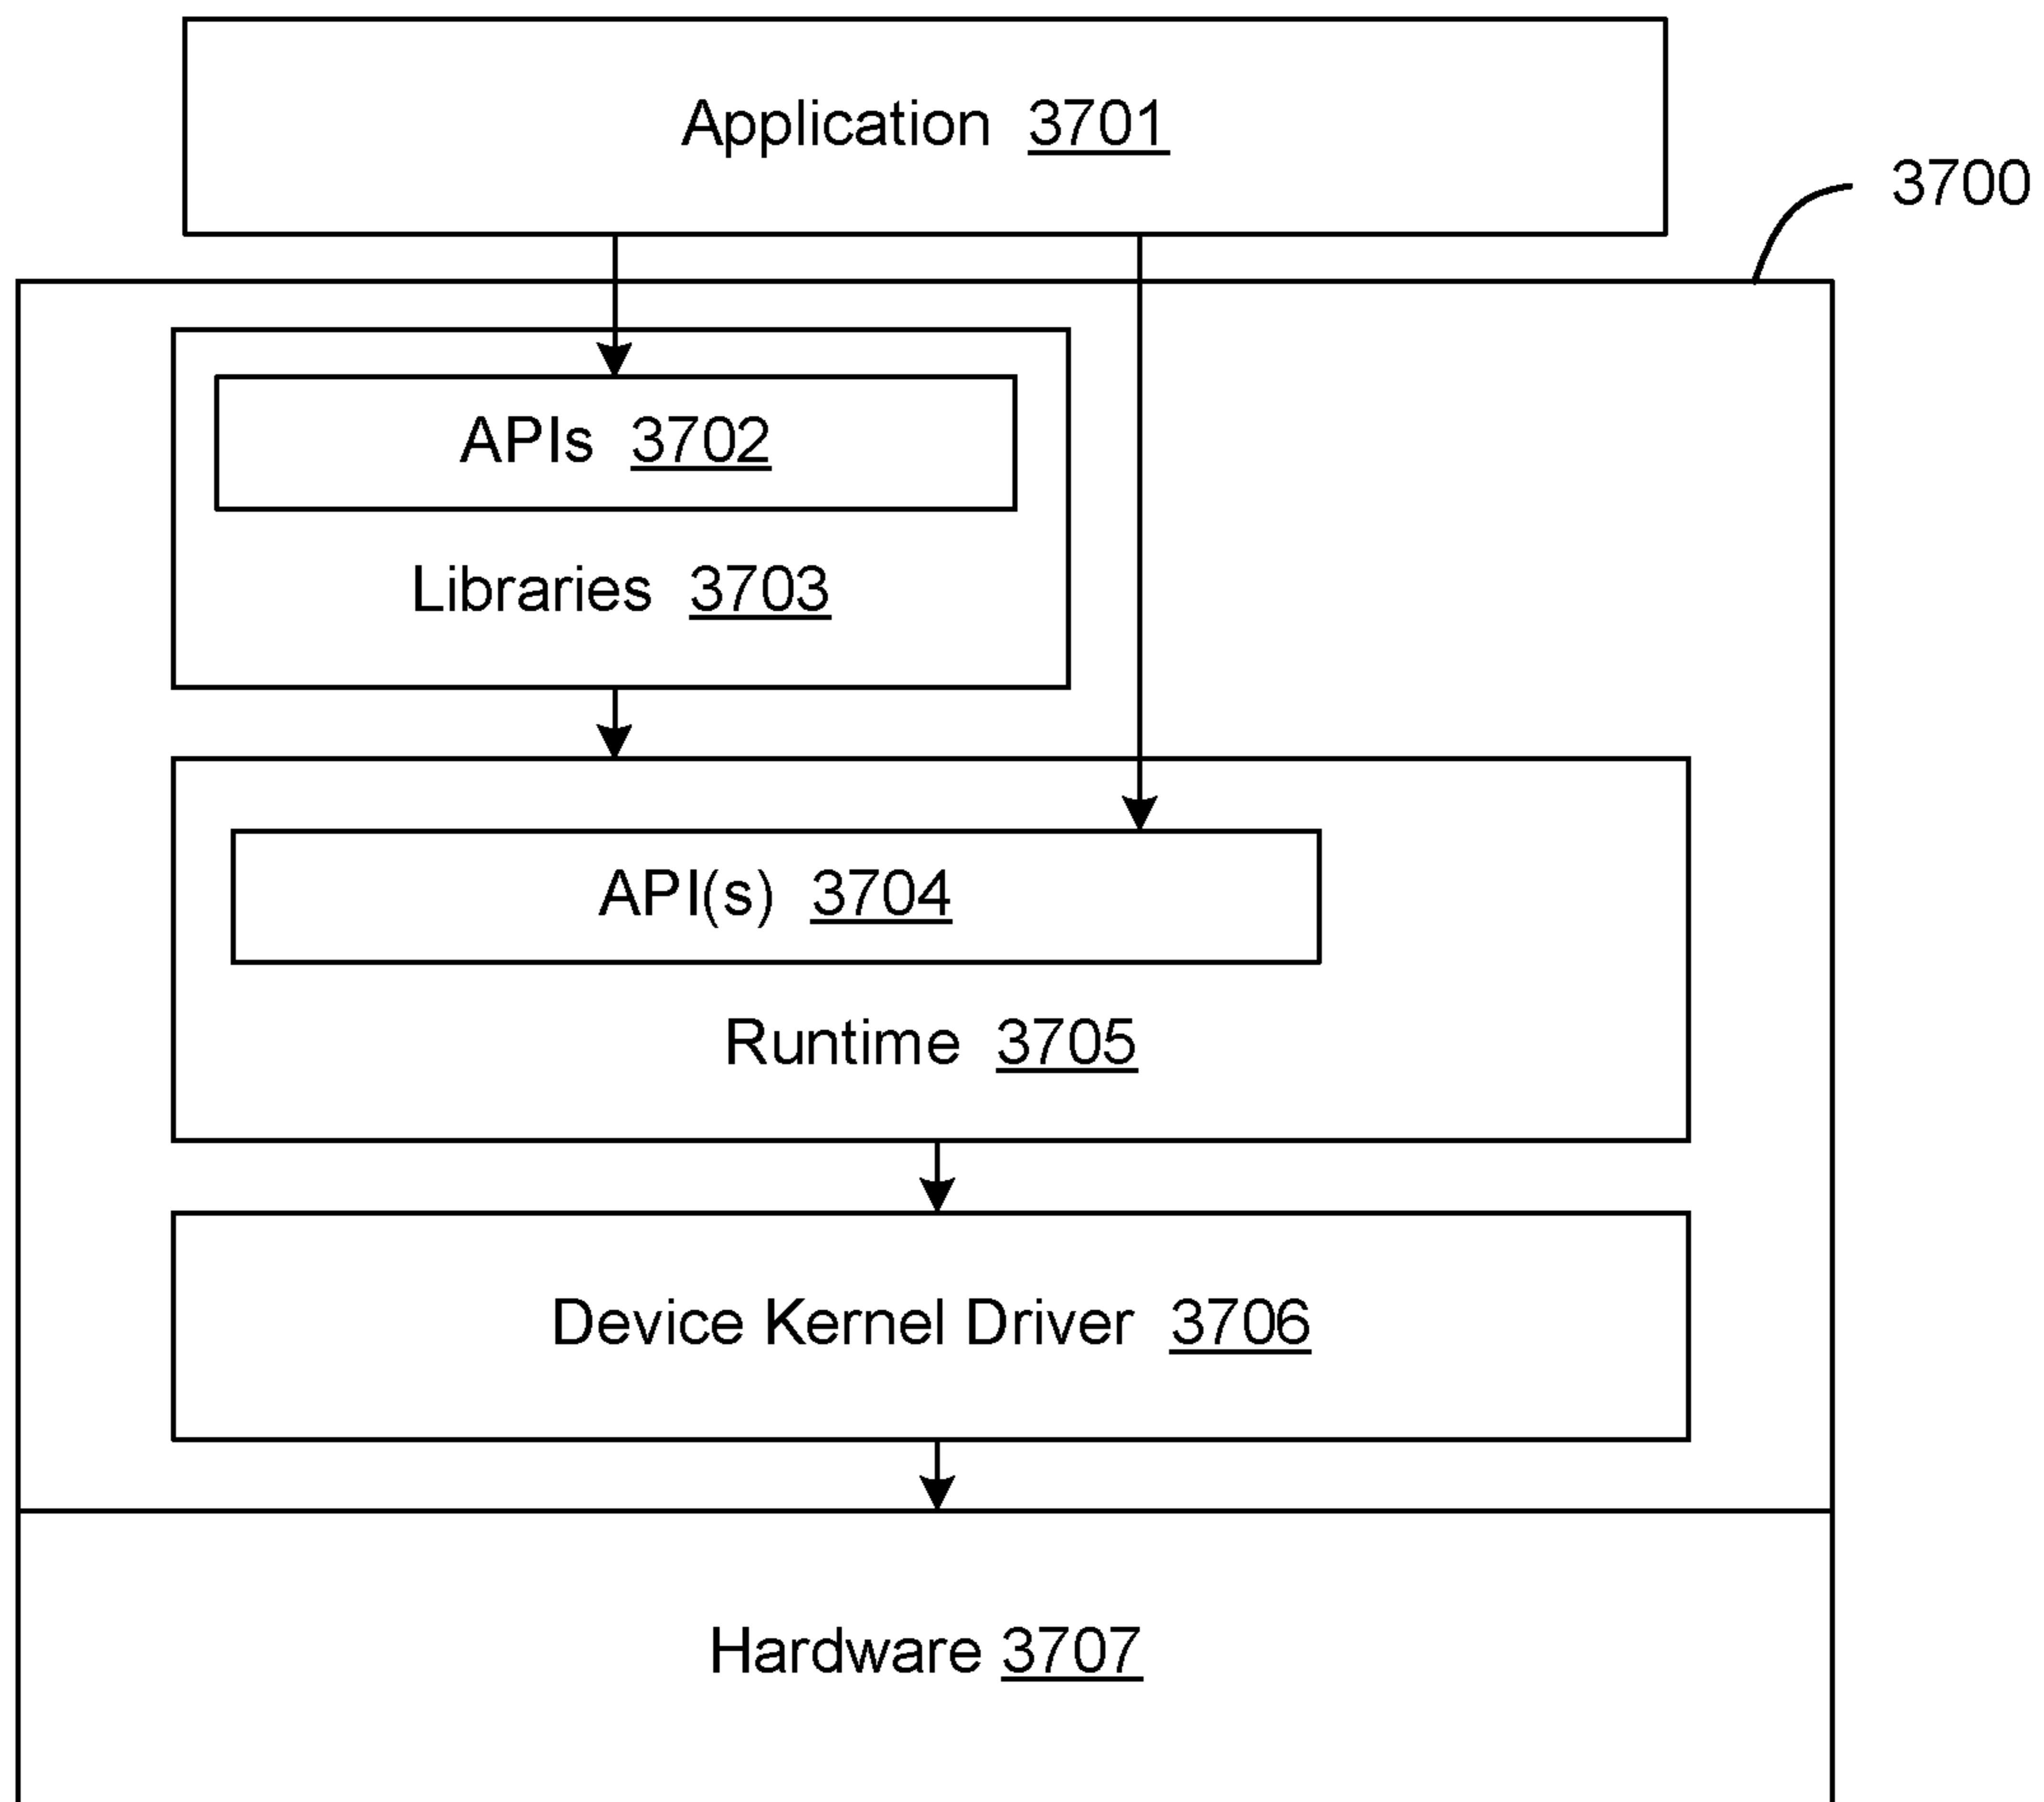 Application 3701
3700
APIs 3702
Libraries 3703
API(s) 3704
Runtime 3705
Device Kernel Driver 3706
Hardware 3707